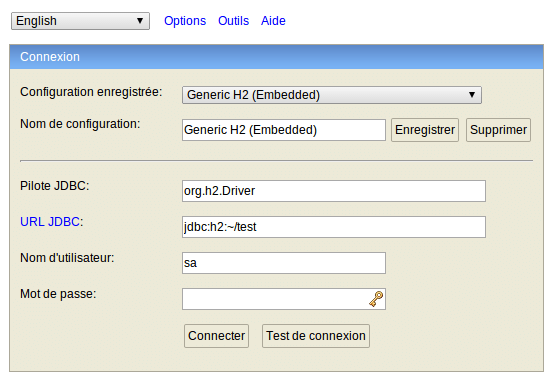 English Options Outils Aide
Connexion
Configuration enregistrée: Generic H2 (Embedded)
Nom de configuration: Generic H2 (Embedded) Enregistrer Supprimer
Pilote JDBC: org.h2.Driver
URL JDBC: jdbc:h2:~/test
Nom d'utilisateur: sa
Mot de passe:
Connecter Test de connexion